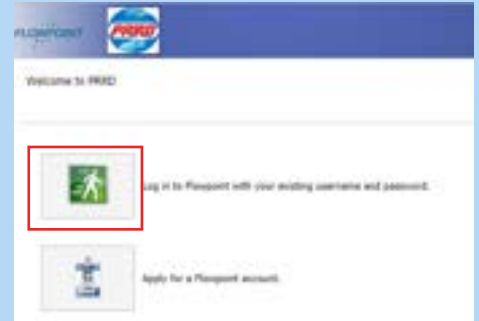 FLOWPOINT
PRRD
Welcome to PRRD
Log in to Flowpoint with your existing username and password.
Apply for a Flowpoint account.